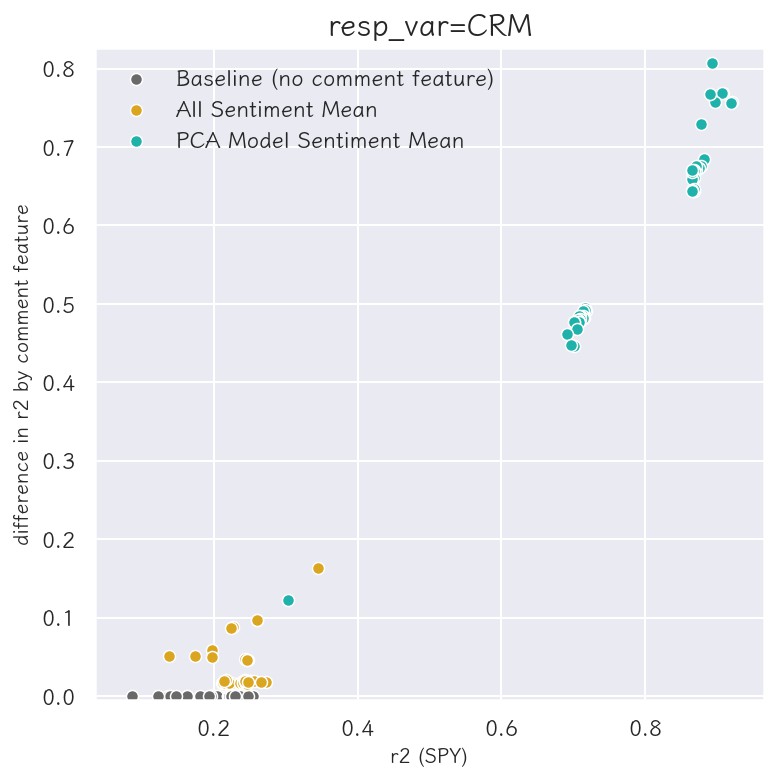 resp_var=CRM
Baseline (no comment feature)
All Sentiment Mean
PCA Model Sentiment Mean
difference in r2 by comment feature
0.8
0.7
0.6
0.5
0.4
0.3
0.2
0.1
0.0
0.2 0.4 0.6 0.8
r2 (SPY)